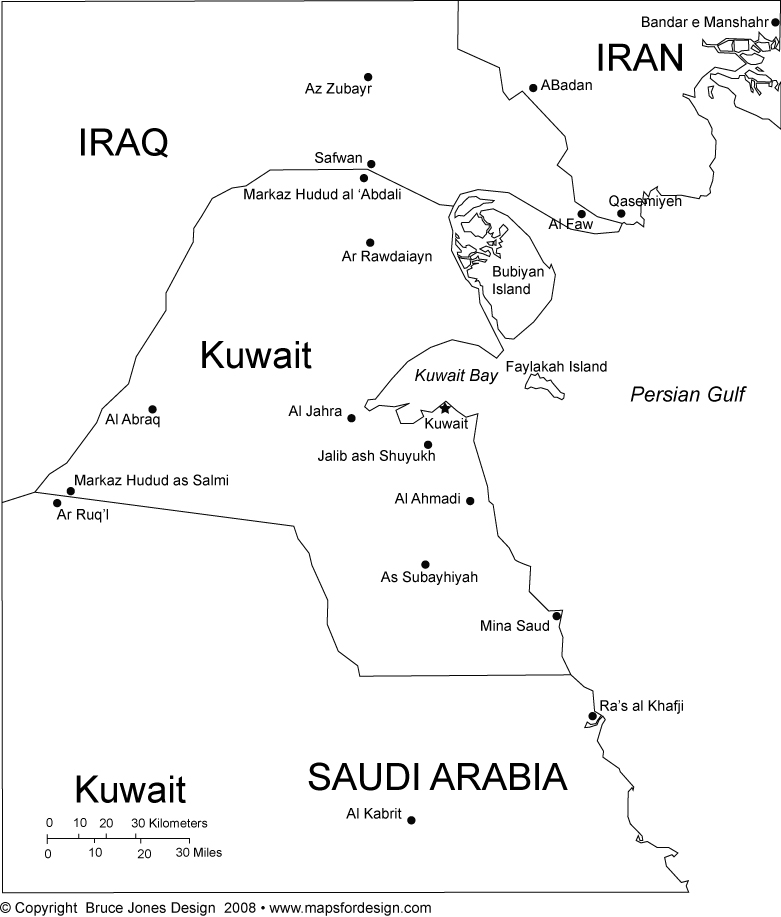 Bandar e Manshahr
IRAN
Az Zubayr
ABadan
IRAQ
Safwan
Markaz Hudud al ‘Abdali
Qasemiyeh
Al Faw
Ar Rawdaiayn
Bubiyan
Island
Kuwait
Faylakah Island
Kuwait Bay
Persian Gulf
Al Jahra
Al Abraq
Kuwait
Jalib ash Shuyukh
Markaz Hudud as Salmi
Al Ahmadi
Ar Ruq’l
As Subayhiyah
Mina Saud
Ra’s al Khafji
SAUDI ARABIA
Kuwait
Al Kabrit
0 10 20 30 Kilometers
0 10 20 30 Miles
© Copyright Bruce Jones Design 2008 • www.mapsfordesign.com